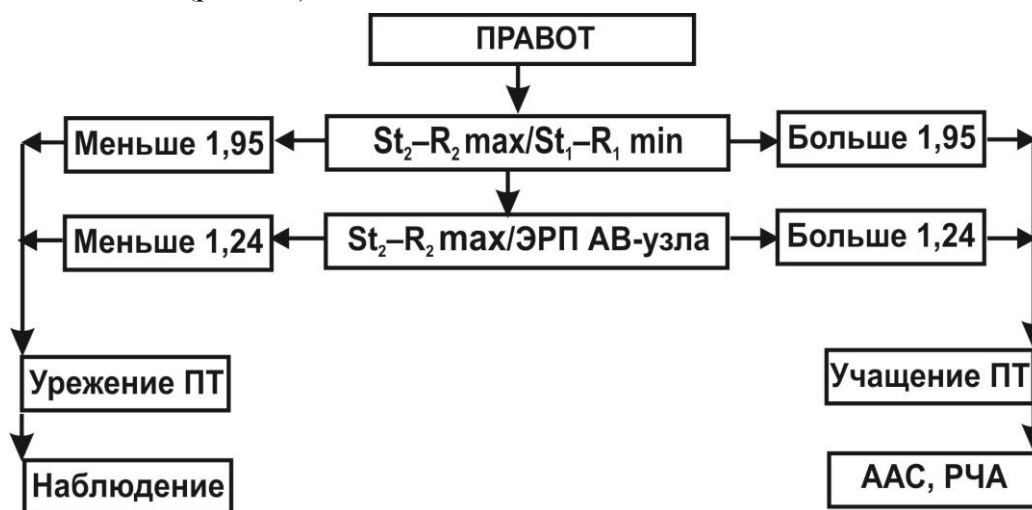 ПРАВОТ
Меньше 1,95
St₂–R₂ max/St₁–R₁ min
Больше 1,95
Меньше 1,24
St₂–R₂ max/ЭРП АВ-узла
Больше 1,24
Урежение ПТ
Учащение ПТ
Наблюдение
ААС, РЧА